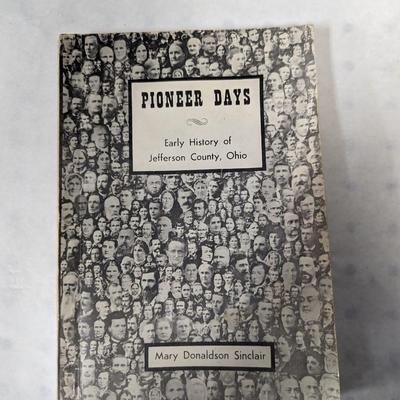 PIONEER DAYS
Early History of
Jefferson County, Ohio
Mary Donaldson Sinclair